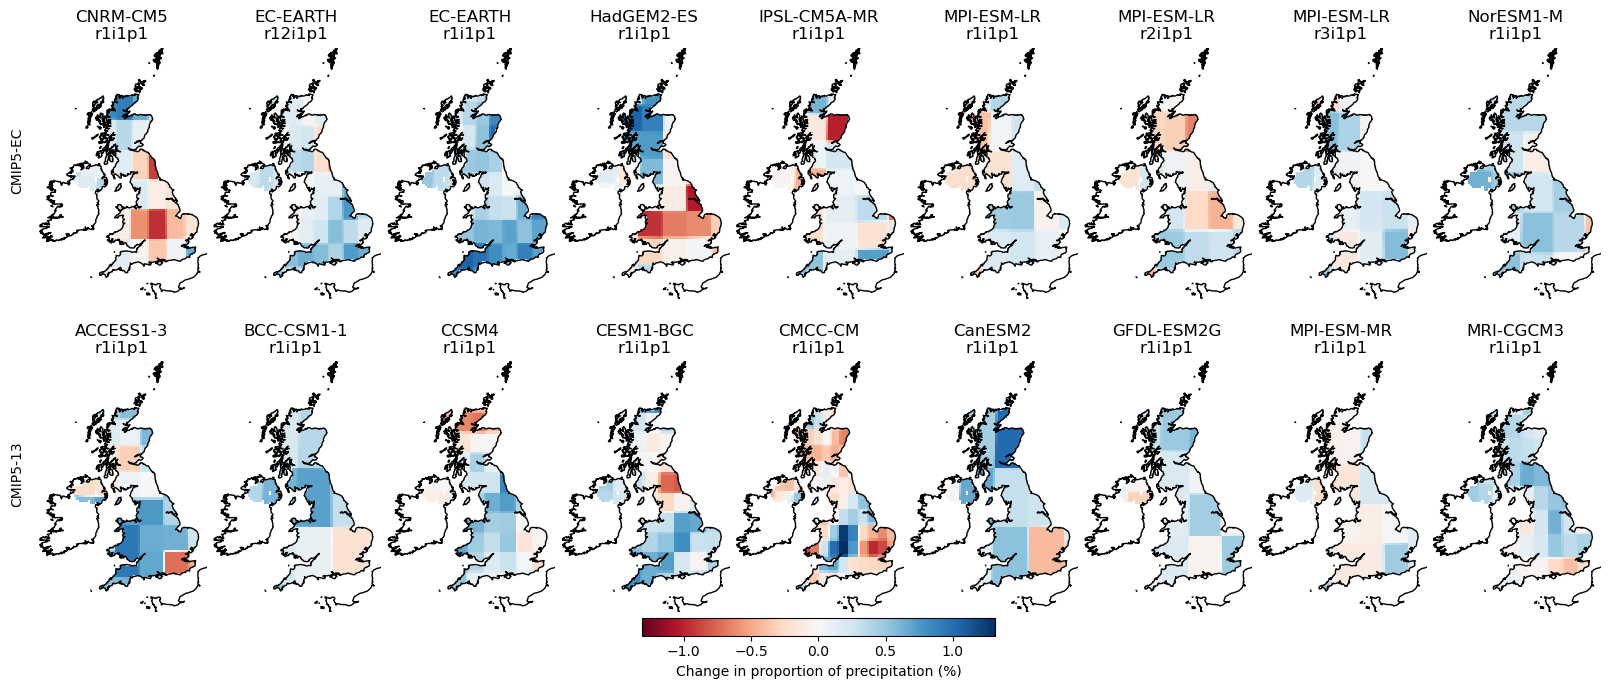 CNRM-CM5
r1i1p1
EC-EARTH
r12i1p1
EC-EARTH
r1i1p1
HadGEM2-ES
r1i1p1
IPSL-CM5A-MR
r1i1p1
MPI-ESM-LR
r1i1p1
MPI-ESM-LR
r2i1p1
MPI-ESM-LR
r3i1p1
NorESM1-M
r1i1p1
CMIP5-EC
ACCESS1-3
r1i1p1
BCC-CSM1-1
r1i1p1
CCSM4
r1i1p1
CESM1-BGC
r1i1p1
CMCC-CM
r1i1p1
CanESM2
r1i1p1
GFDL-ESM2G
r1i1p1
MPI-ESM-MR
r1i1p1
MRI-CGCM3
r1i1p1
CMIP5-13
−1.0 −0.5 0.0 0.5 1.0
Change in proportion of precipitation (%)